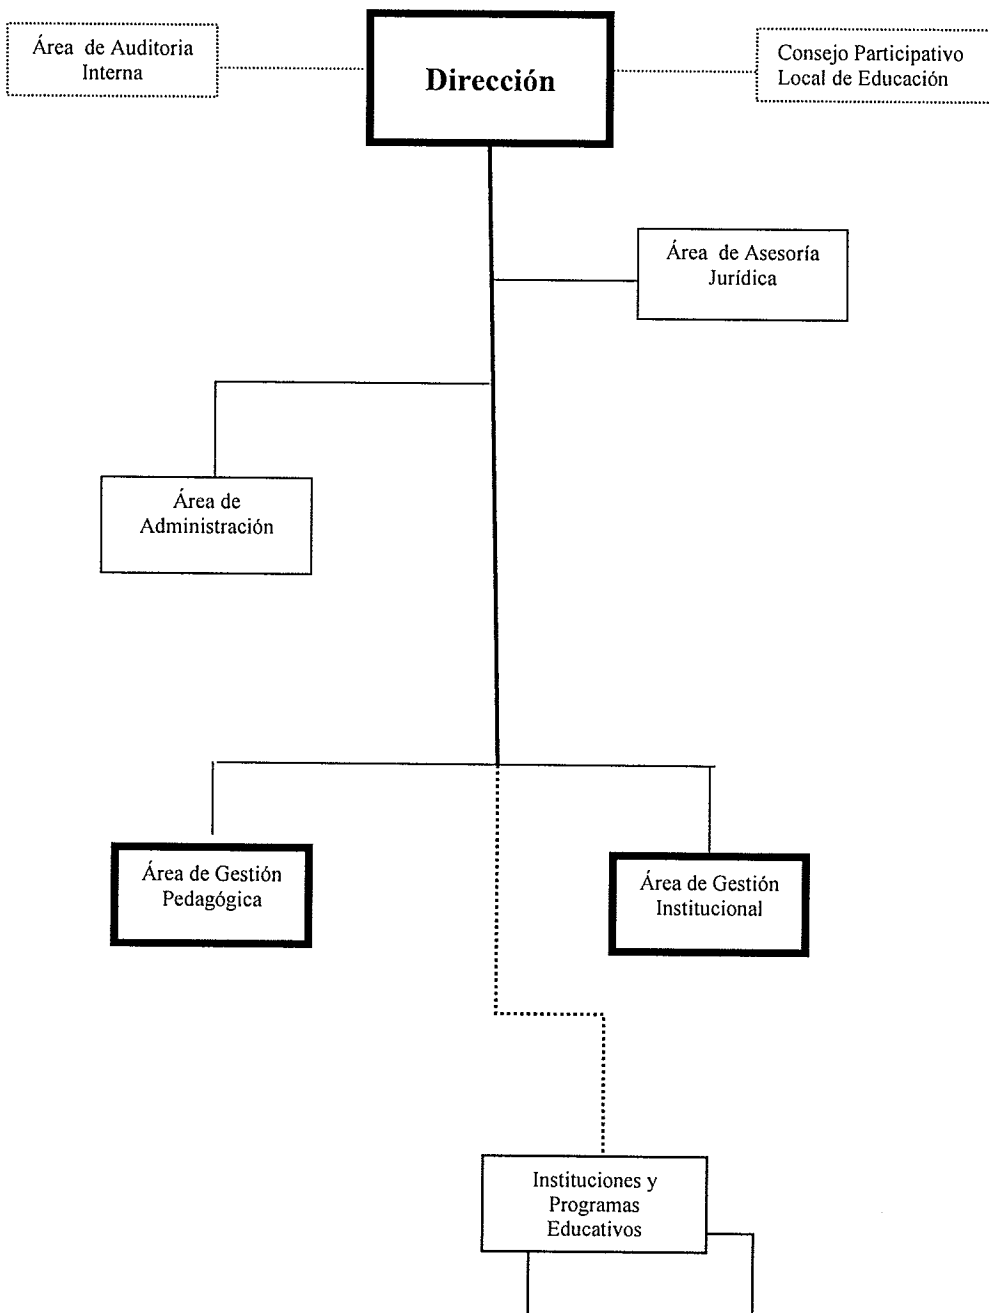 Área de Auditoria
Interna
Dirección
Consejo Participativo
Local de Educación
Área de Asesoría
Jurídica
Área de
Administración
Área de Gestión
Pedagógica
Área de Gestión
Institucional
Instituciones y
Programas
Educativos